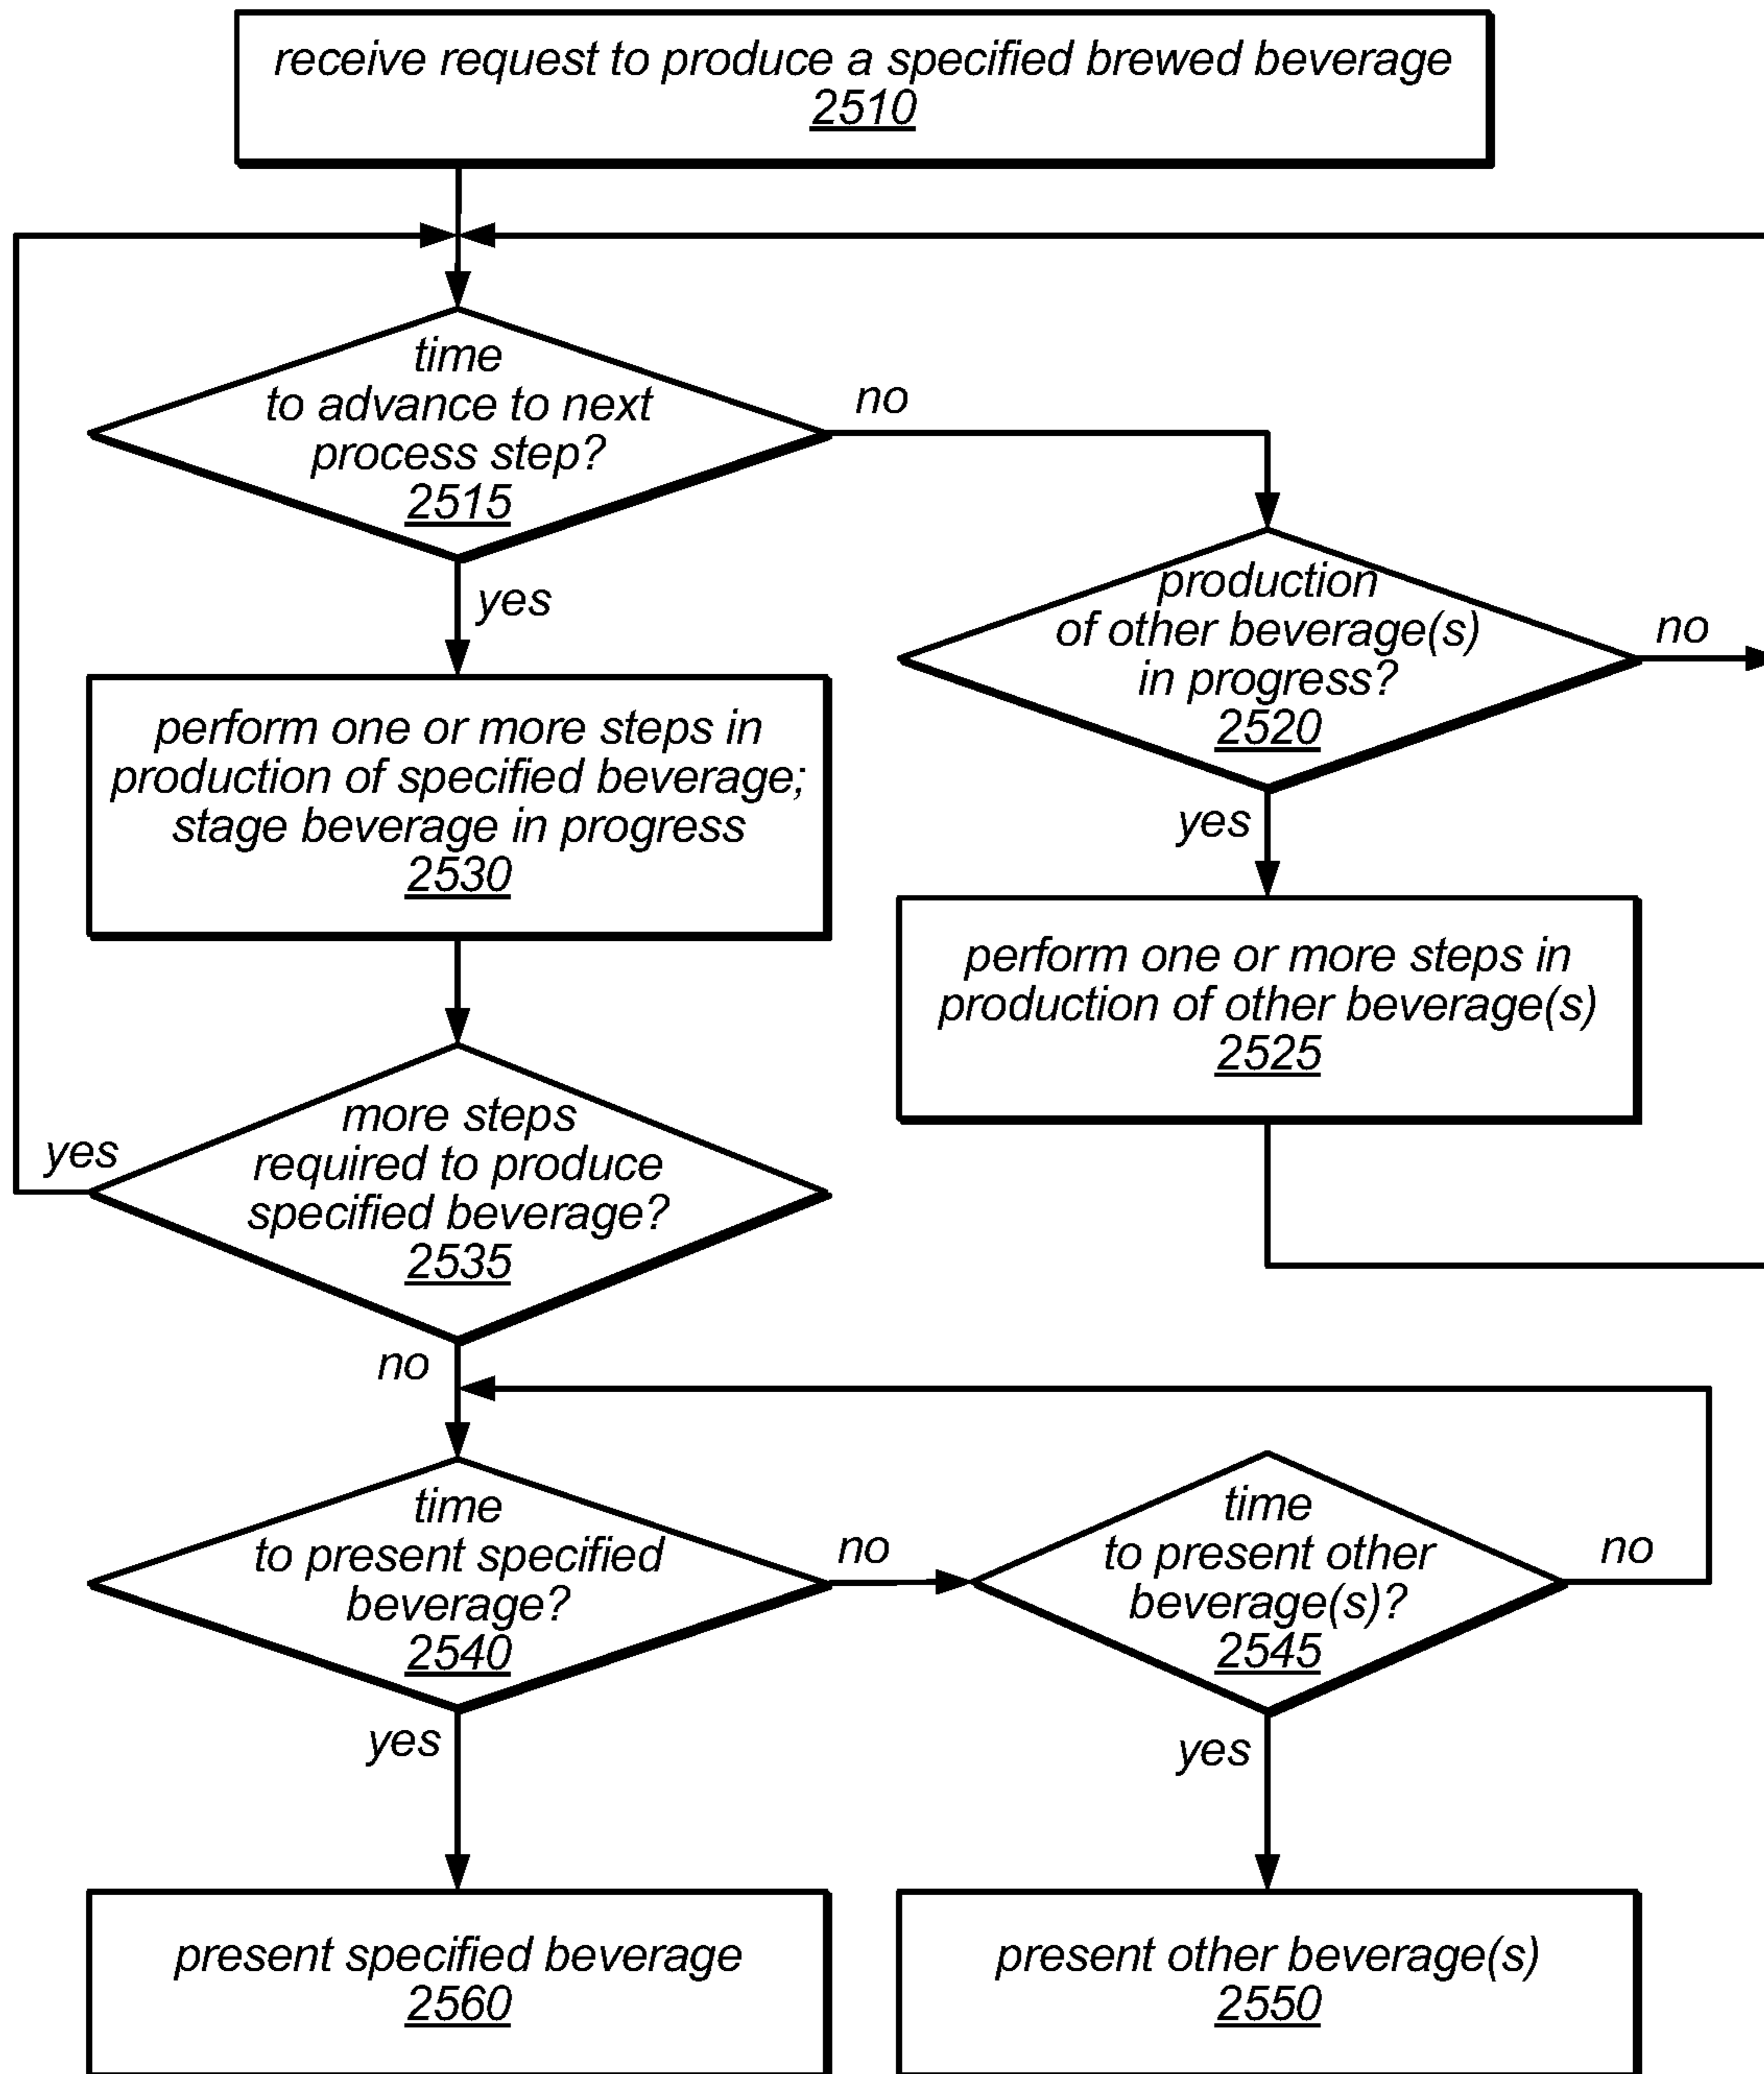 receive request to produce a specified brewed beverage
2510
time
to advance to next
process step?
2515
no
yes
production
of other beverage(s)
in progress?
2520
no
yes
perform one or more steps in
production of specified beverage;
stage beverage in progress
2530
perform one or more steps in
production of other beverage(s)
2525
more steps
required to produce
specified beverage?
2535
yes
no
time
to present specified
beverage?
2540
no
yes
time
to present other
beverage(s)?
2545
no
yes
present specified beverage
2560
present other beverage(s)
2550